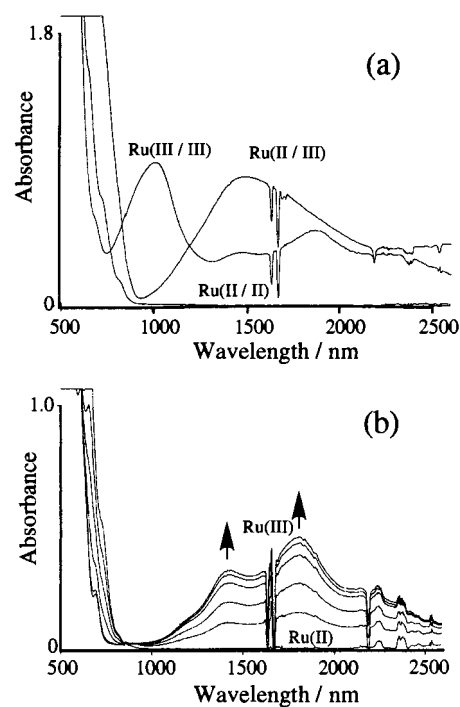 (a)
1.8
Absorbance
Ru(III / III)
Ru(II / III)
Ru(II / II)
0
500 1000 1500 2000 2500
Wavelength / nm
(b)
1.0
Absorbance
Ru(III)
Ru(II)
0
500 1000 1500 2000 2500
Wavelength / nm